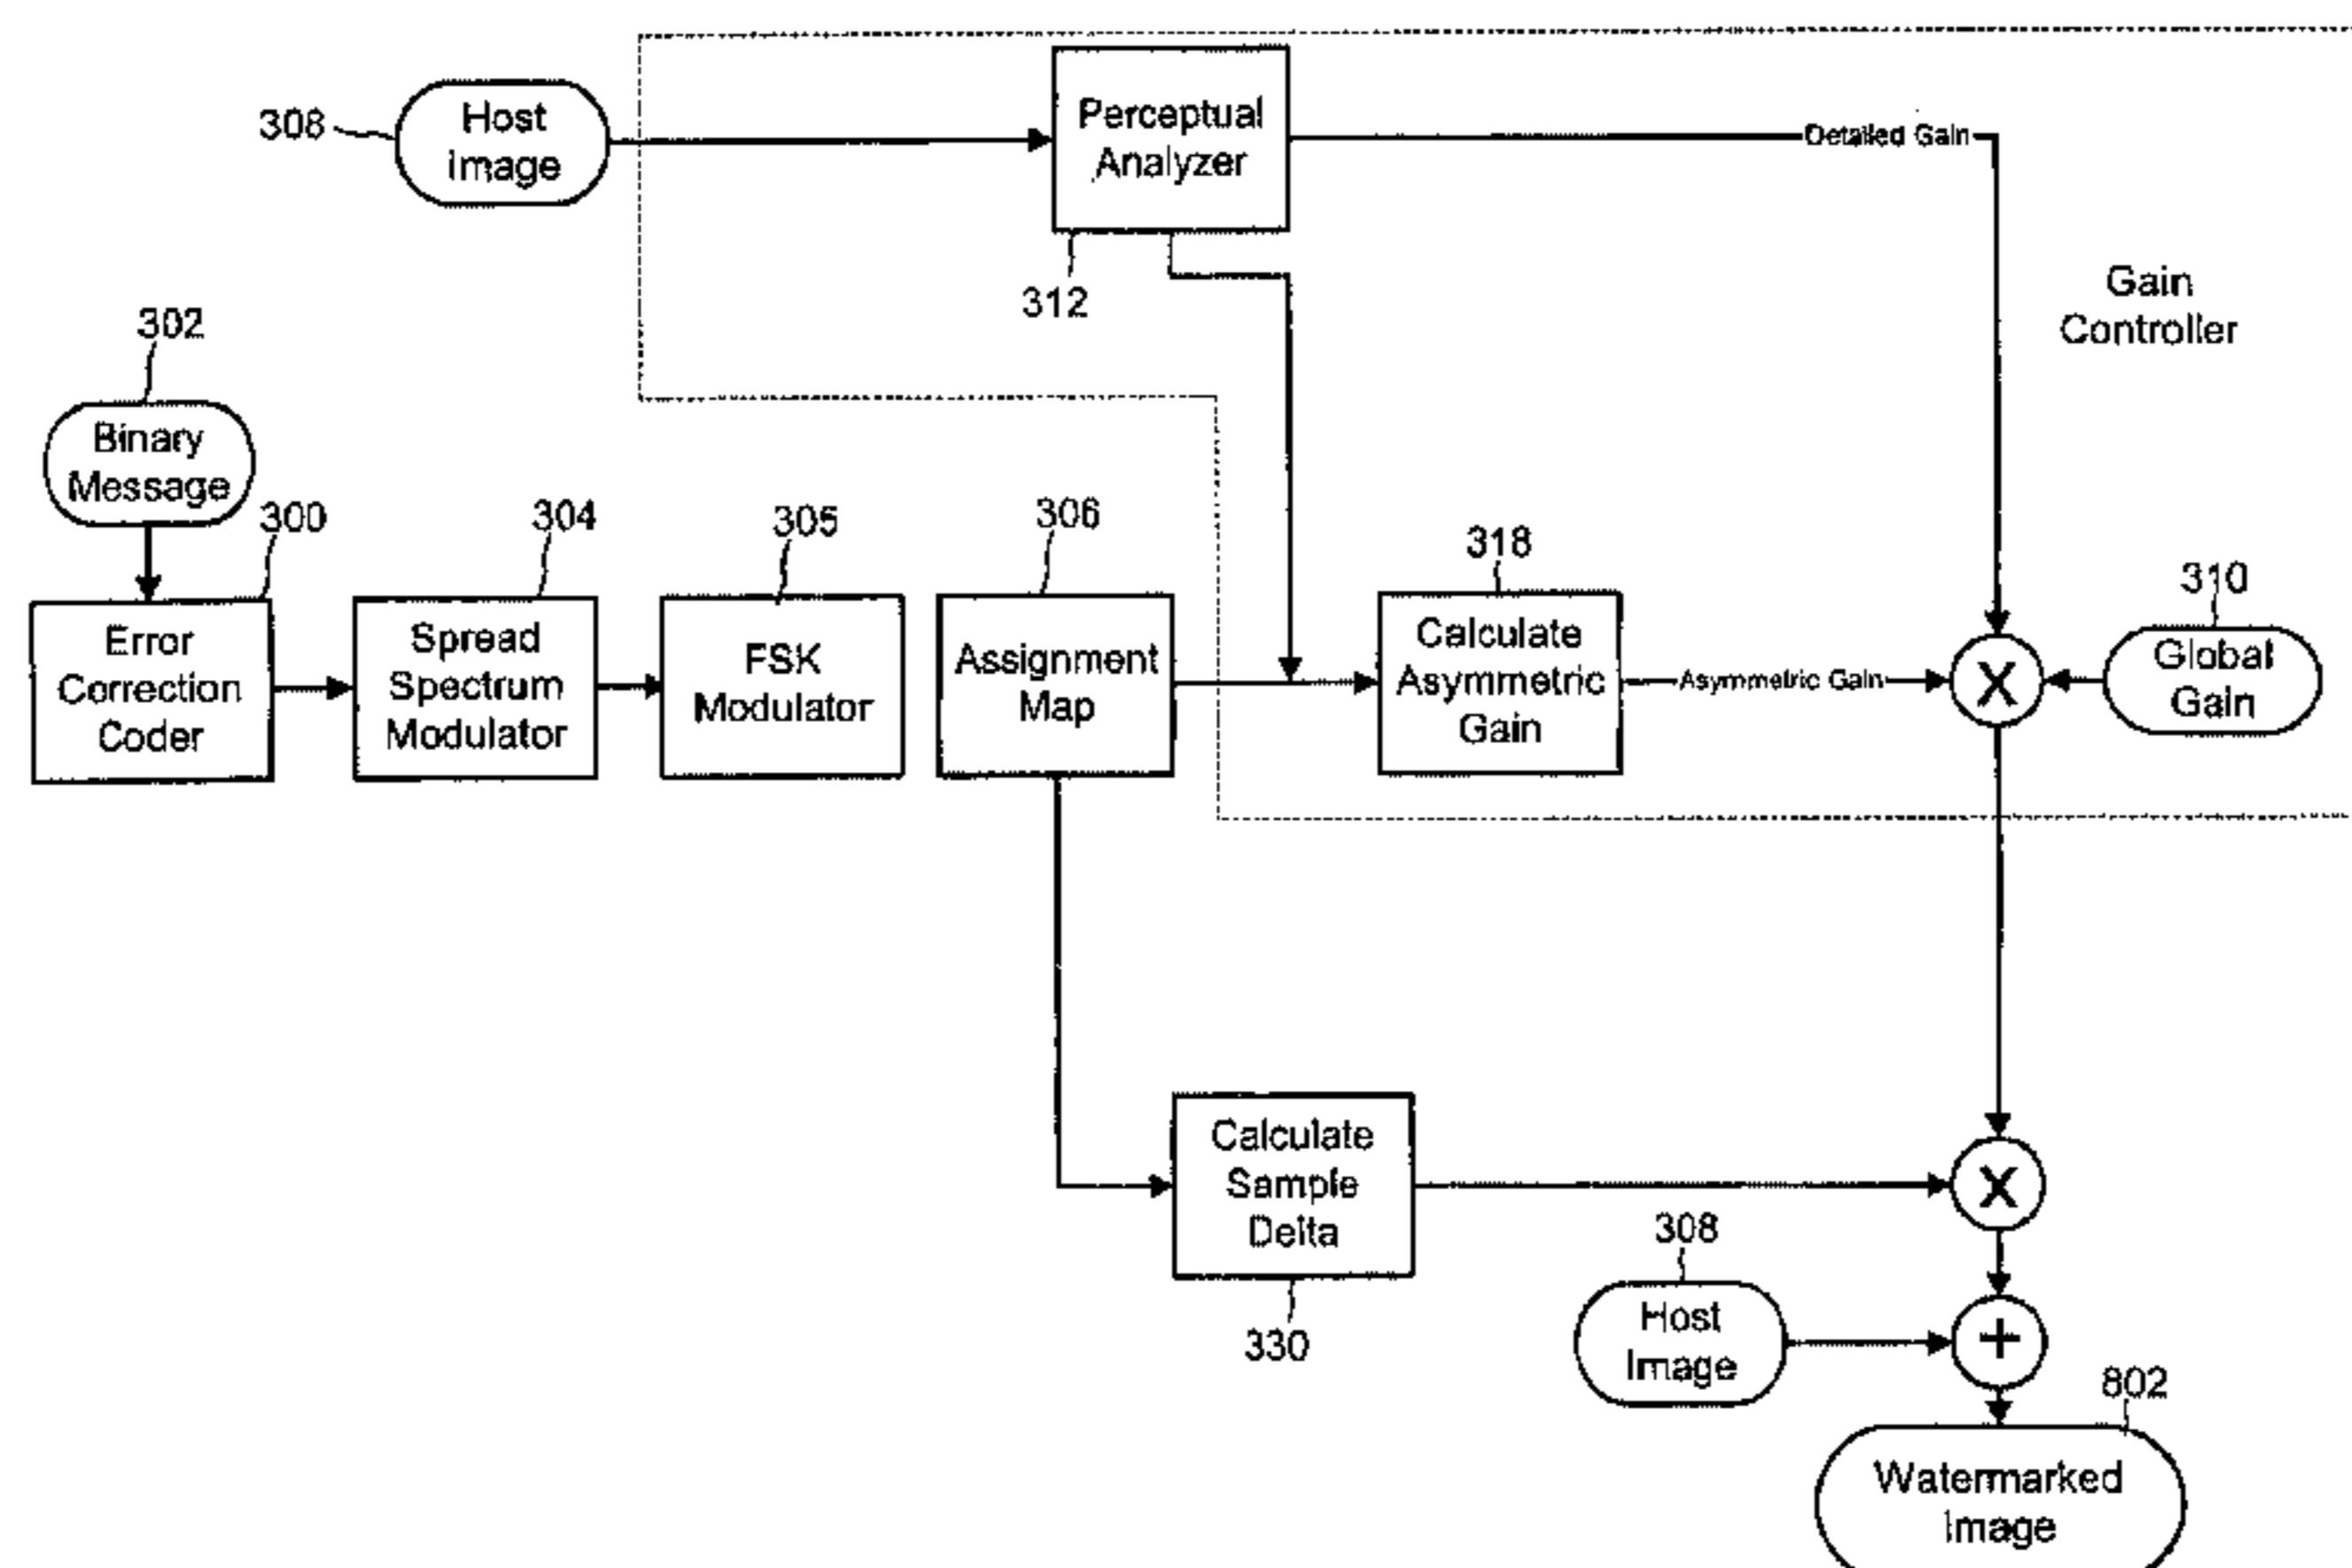 308
Host
Image
Perceptual
Analyzer
Detailed Gain
312
Gain
Controller
302
Binary
Message
300
304
305
306
318
310
Error
Correction
Coder
Spread
Spectrum
Modulator
FSK
Modulator
Assignment
Map
Calculate
Asymmetric
Gain
Asymmetric Gain
X
Global
Gain
Calculate
Sample
Delta
X
330
308
Host
Image
+
802
Watermarked
Image